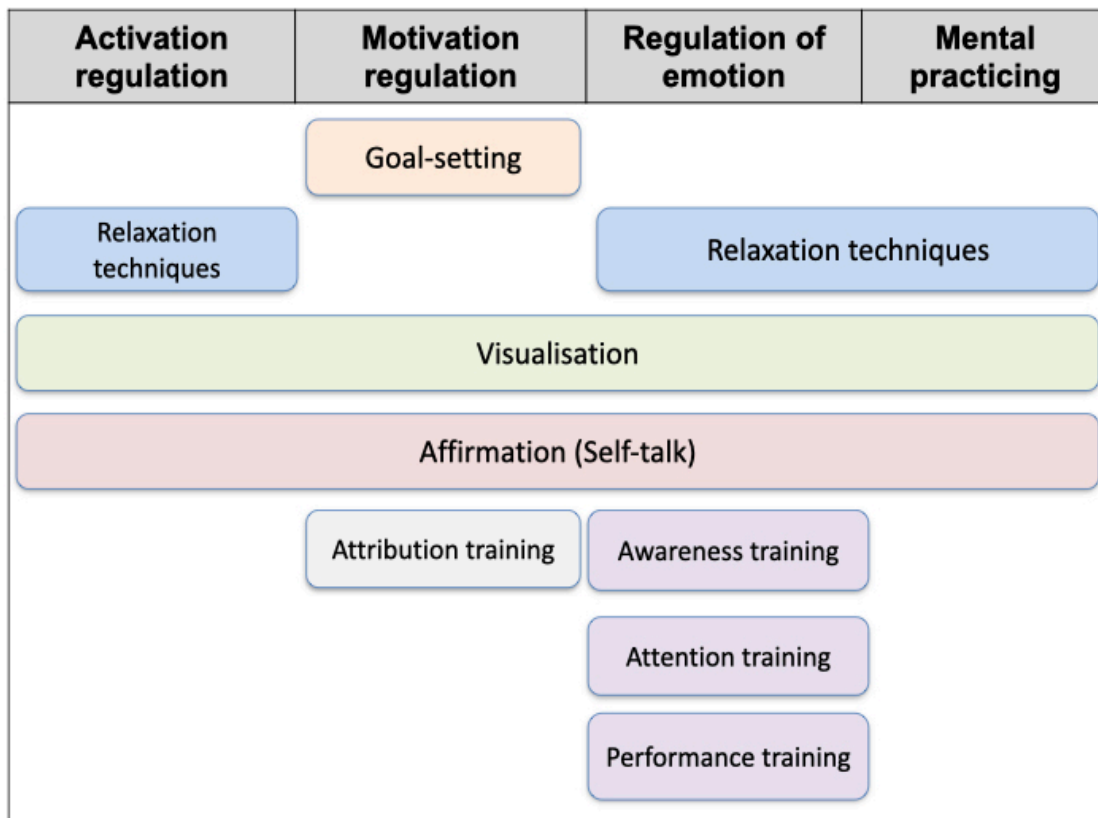 Activation
regulation
Motivation
regulation
Regulation of
emotion
Mental
practicing
Goal-setting
Relaxation
techniques
Relaxation techniques
Visualisation
Affirmation (Self-talk)
Attribution training
Awareness training
Attention training
Performance training